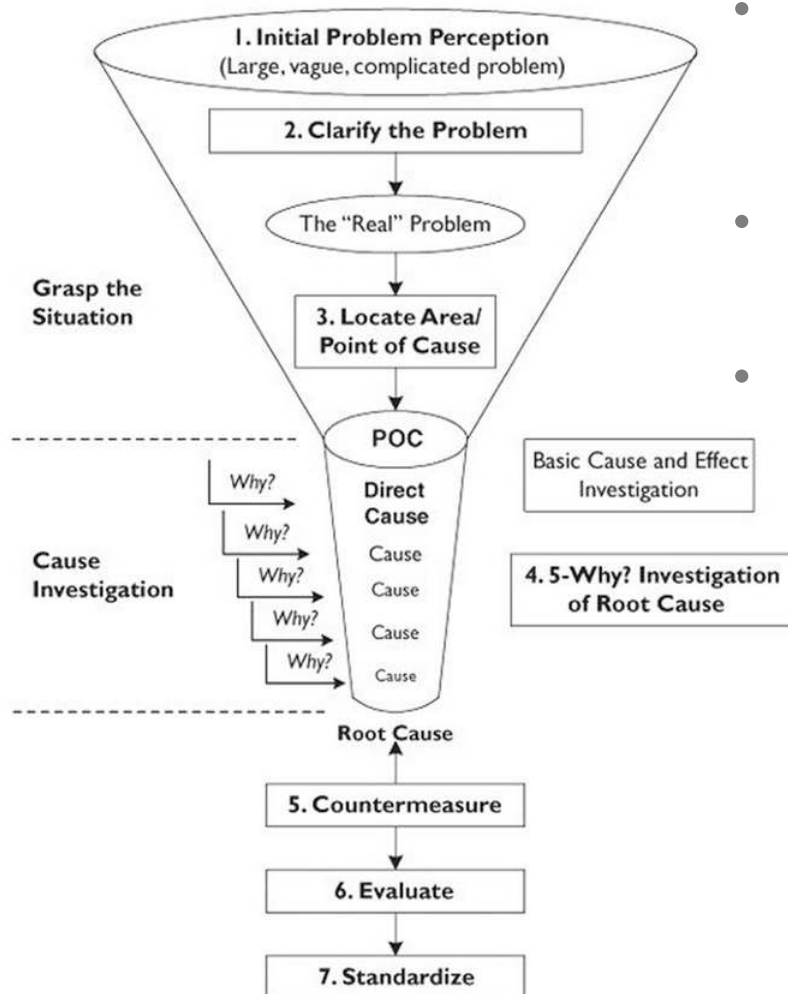 1. Initial Problem Perception
(Large, vague, complicated problem)
2. Clarify the Problem
The “Real” Problem
Grasp the
Situation
3. Locate Area/
Point of Cause
POC
Basic Cause and Effect
Investigation
Why?
Direct
Cause
Why?
Cause
Cause
Investigation
Why?
Cause
4. 5-Why? Investigation
of Root Cause
Why?
Cause
Why?
Cause
Root Cause
5. Countermeasure
6. Evaluate
7. Standardize